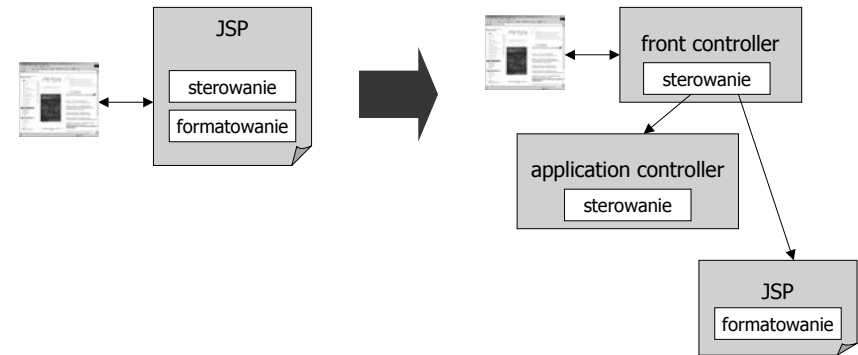 JSP
sterowanie
formatowanie
front controller
sterowanie
application controller
sterowanie
JSP
formatowanie